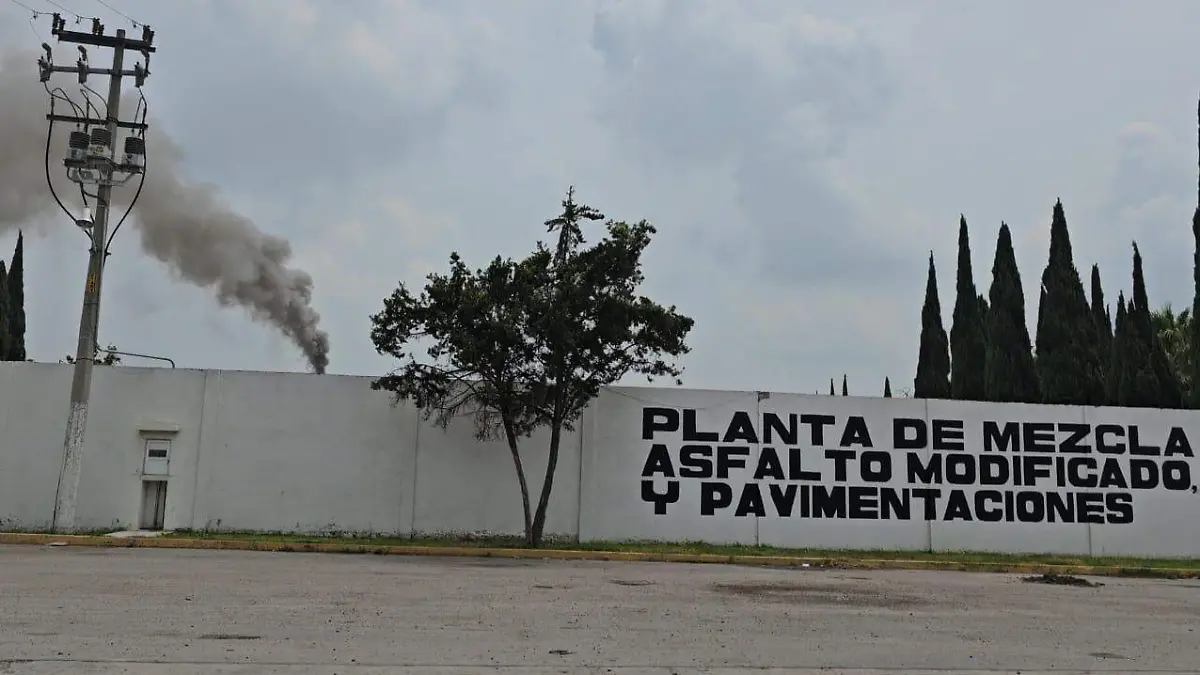 PLANTA DE MEZCLA
ASFALTO MODIFICADO,
Y PAVIMENTACIONES